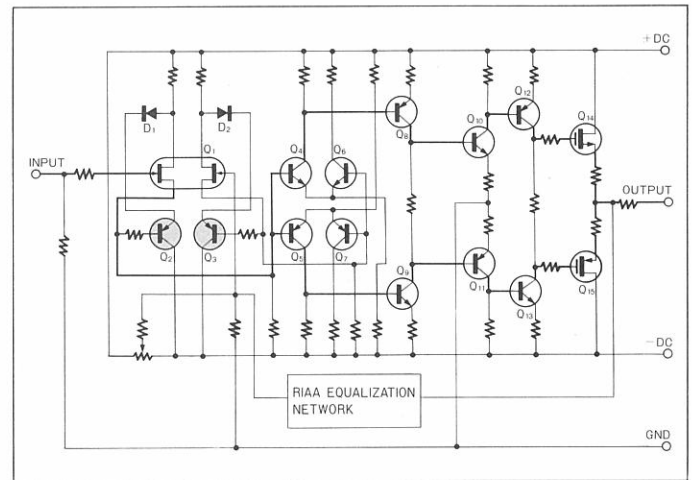 +DC
Q12
Q10
Q14
D1
D2
Q8
Q1
Q4
Q6
INPUT
OUTPUT
Q2
Q3
Q5
Q7
Q9
Q11
Q13
Q15
-DC
RIAA EQUALIZATION
NETWORK
GND